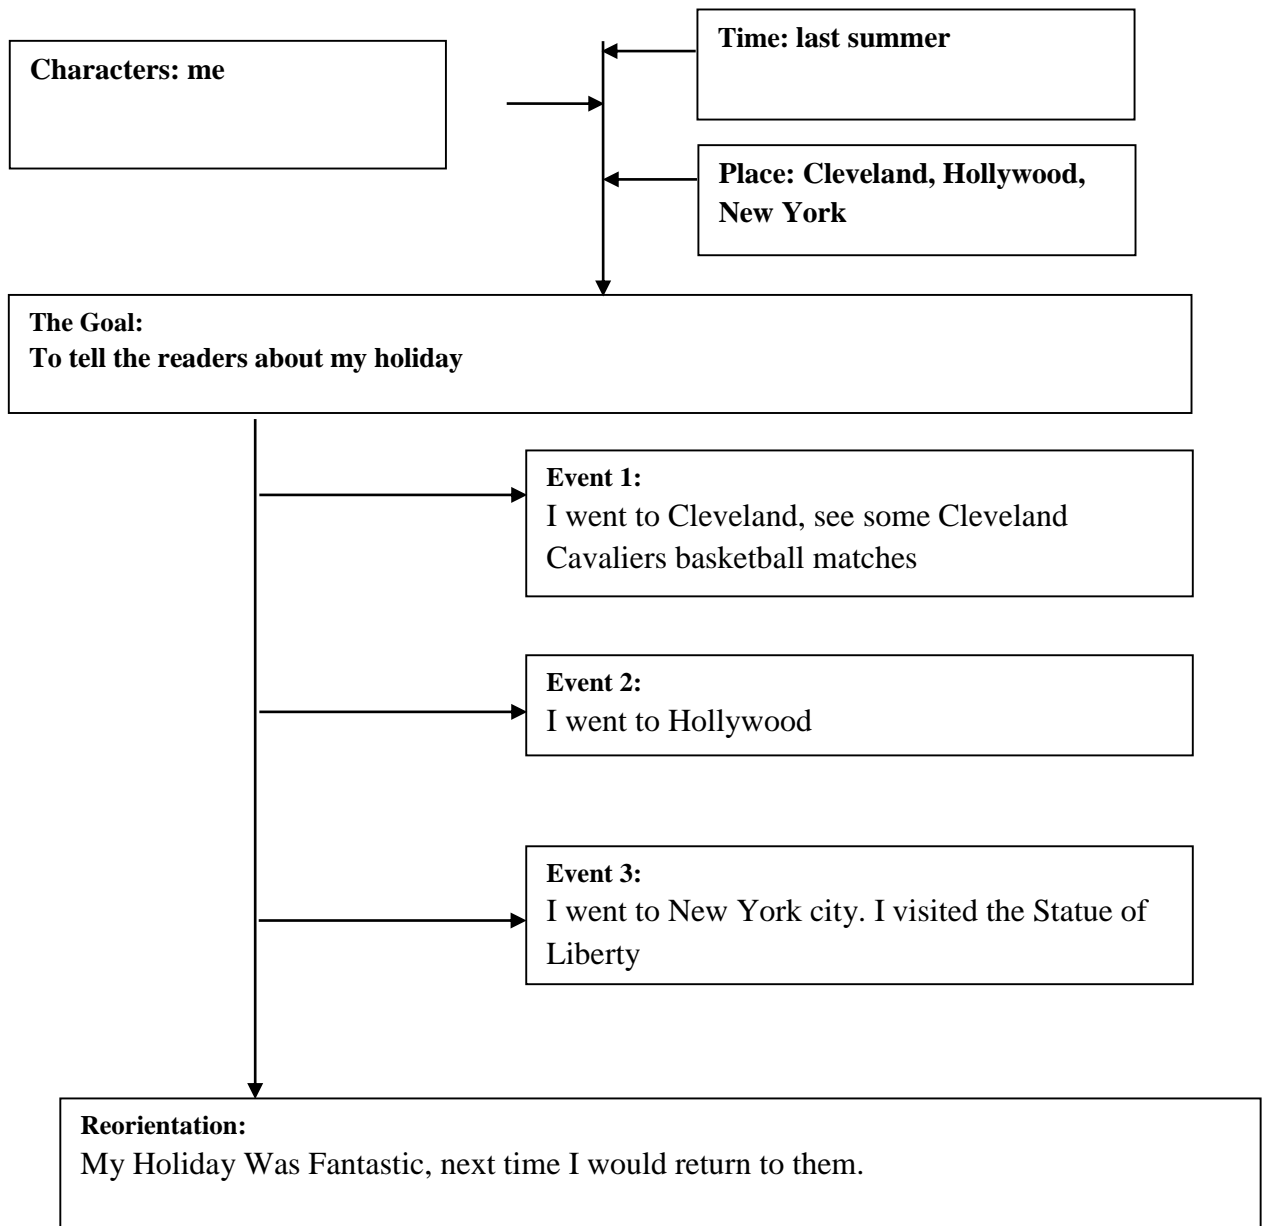 Characters: me
Time: last summer
Place: Cleveland, Hollywood,
New York
The Goal:
To tell the readers about my holiday
Event 1:
I went to Cleveland, see some Cleveland
Cavaliers basketball matches
Event 2:
I went to Hollywood
Event 3:
I went to New York city. I visited the Statue of
Liberty
Reorientation:
My Holiday Was Fantastic, next time I would return to them.